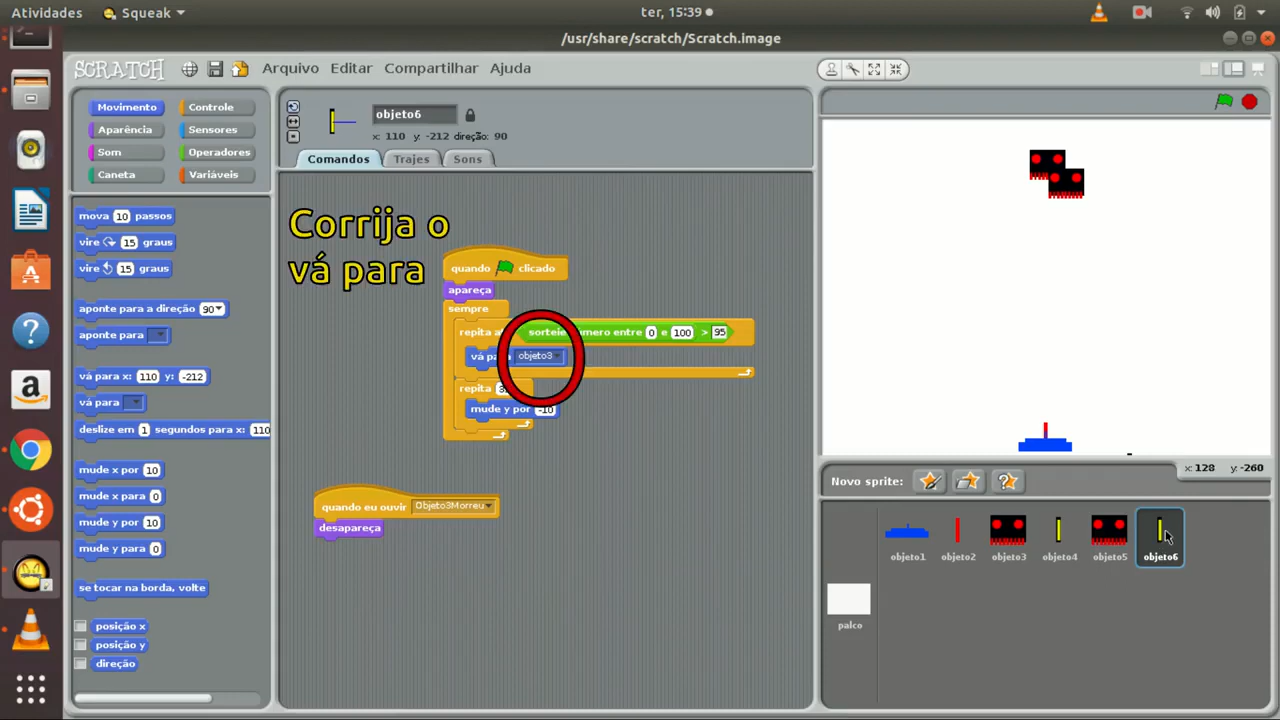 Atividades
Squeak
ter, 15:39
/usr/share/scratch/Scratch.image
SCRATCH
Arquivo Editar Compartilhar Ajuda
Movimento Controle
Aparência Sensores
Som Operadores
Caneta Variáveis
objeto6
x: 110 y: -212 direção: 90
Comandos Trajes Sons
mova 10 passos
vire 15 graus
vire 15 graus
aponte para a direção 90
aponte para
vá para x: 110 y: -212
vá para
deslize em 1 segundos para x: 110
mude x por 10
mude x para 0
mude y por 10
mude y para 0
se tocar na borda, volte
posição x
posição y
direção
Corrija o
vá para
quando clicado
apareça
sempre
sorteie número entre 0 e 100 > 95
objeto3
repita
mude y por -10
quando eu ouvir Objeto3Morreu
desapareça
x: 128 y: -260
Novo sprite:
objeto1 objeto2 objeto3 objeto4 objeto5 objeto6
palco